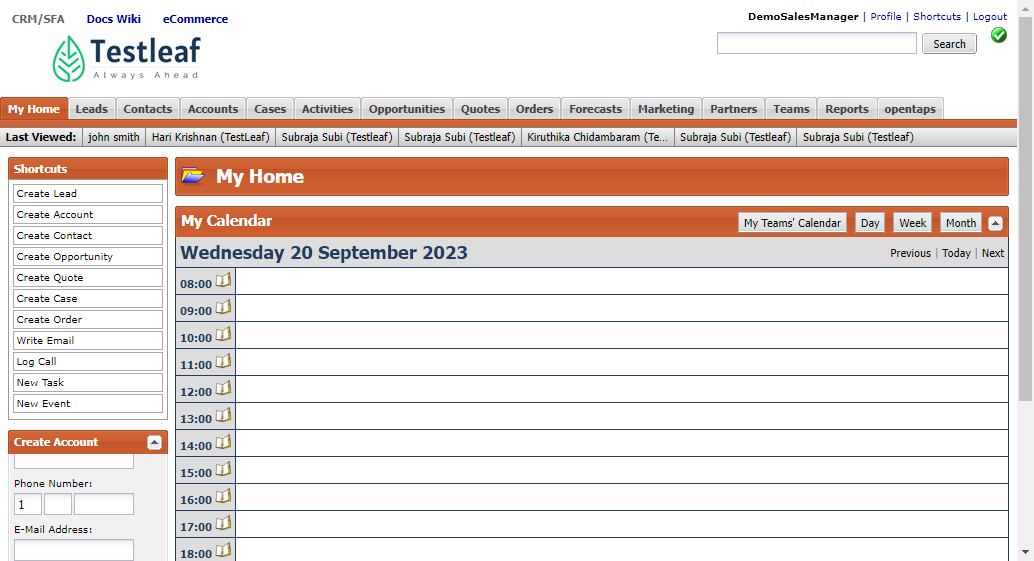 CRM/SFA Docs Wiki eCommerce
DemoSalesManager | Profile | Shortcuts | Logout
Search
Testleaf
Always Ahead
My Home Leads Contacts Accounts Cases Activities Opportunities Quotes Orders Forecasts Marketing Partners Teams Reports opentaps
Last Viewed: john smith Hari Krishnan (TestLeaf) Subraja Subi (Testleaf) Subraja Subi (Testleaf) Kiruthika Chidambaram (Te... Subraja Subi (Testleaf) Subraja Subi (Testleaf)
Shortcuts
Create Lead
Create Account
Create Contact
Create Opportunity
Create Quote
Create Case
Create Order
Write Email
Log Call
New Task
New Event
Create Account
Phone Number:
1
E-Mail Address:
My Home
My Calendar My Teams' Calendar Day Week Month
Wednesday 20 September 2023 Previous | Today | Next
08:00
09:00
10:00
11:00
12:00
13:00
14:00
15:00
16:00
17:00
18:00